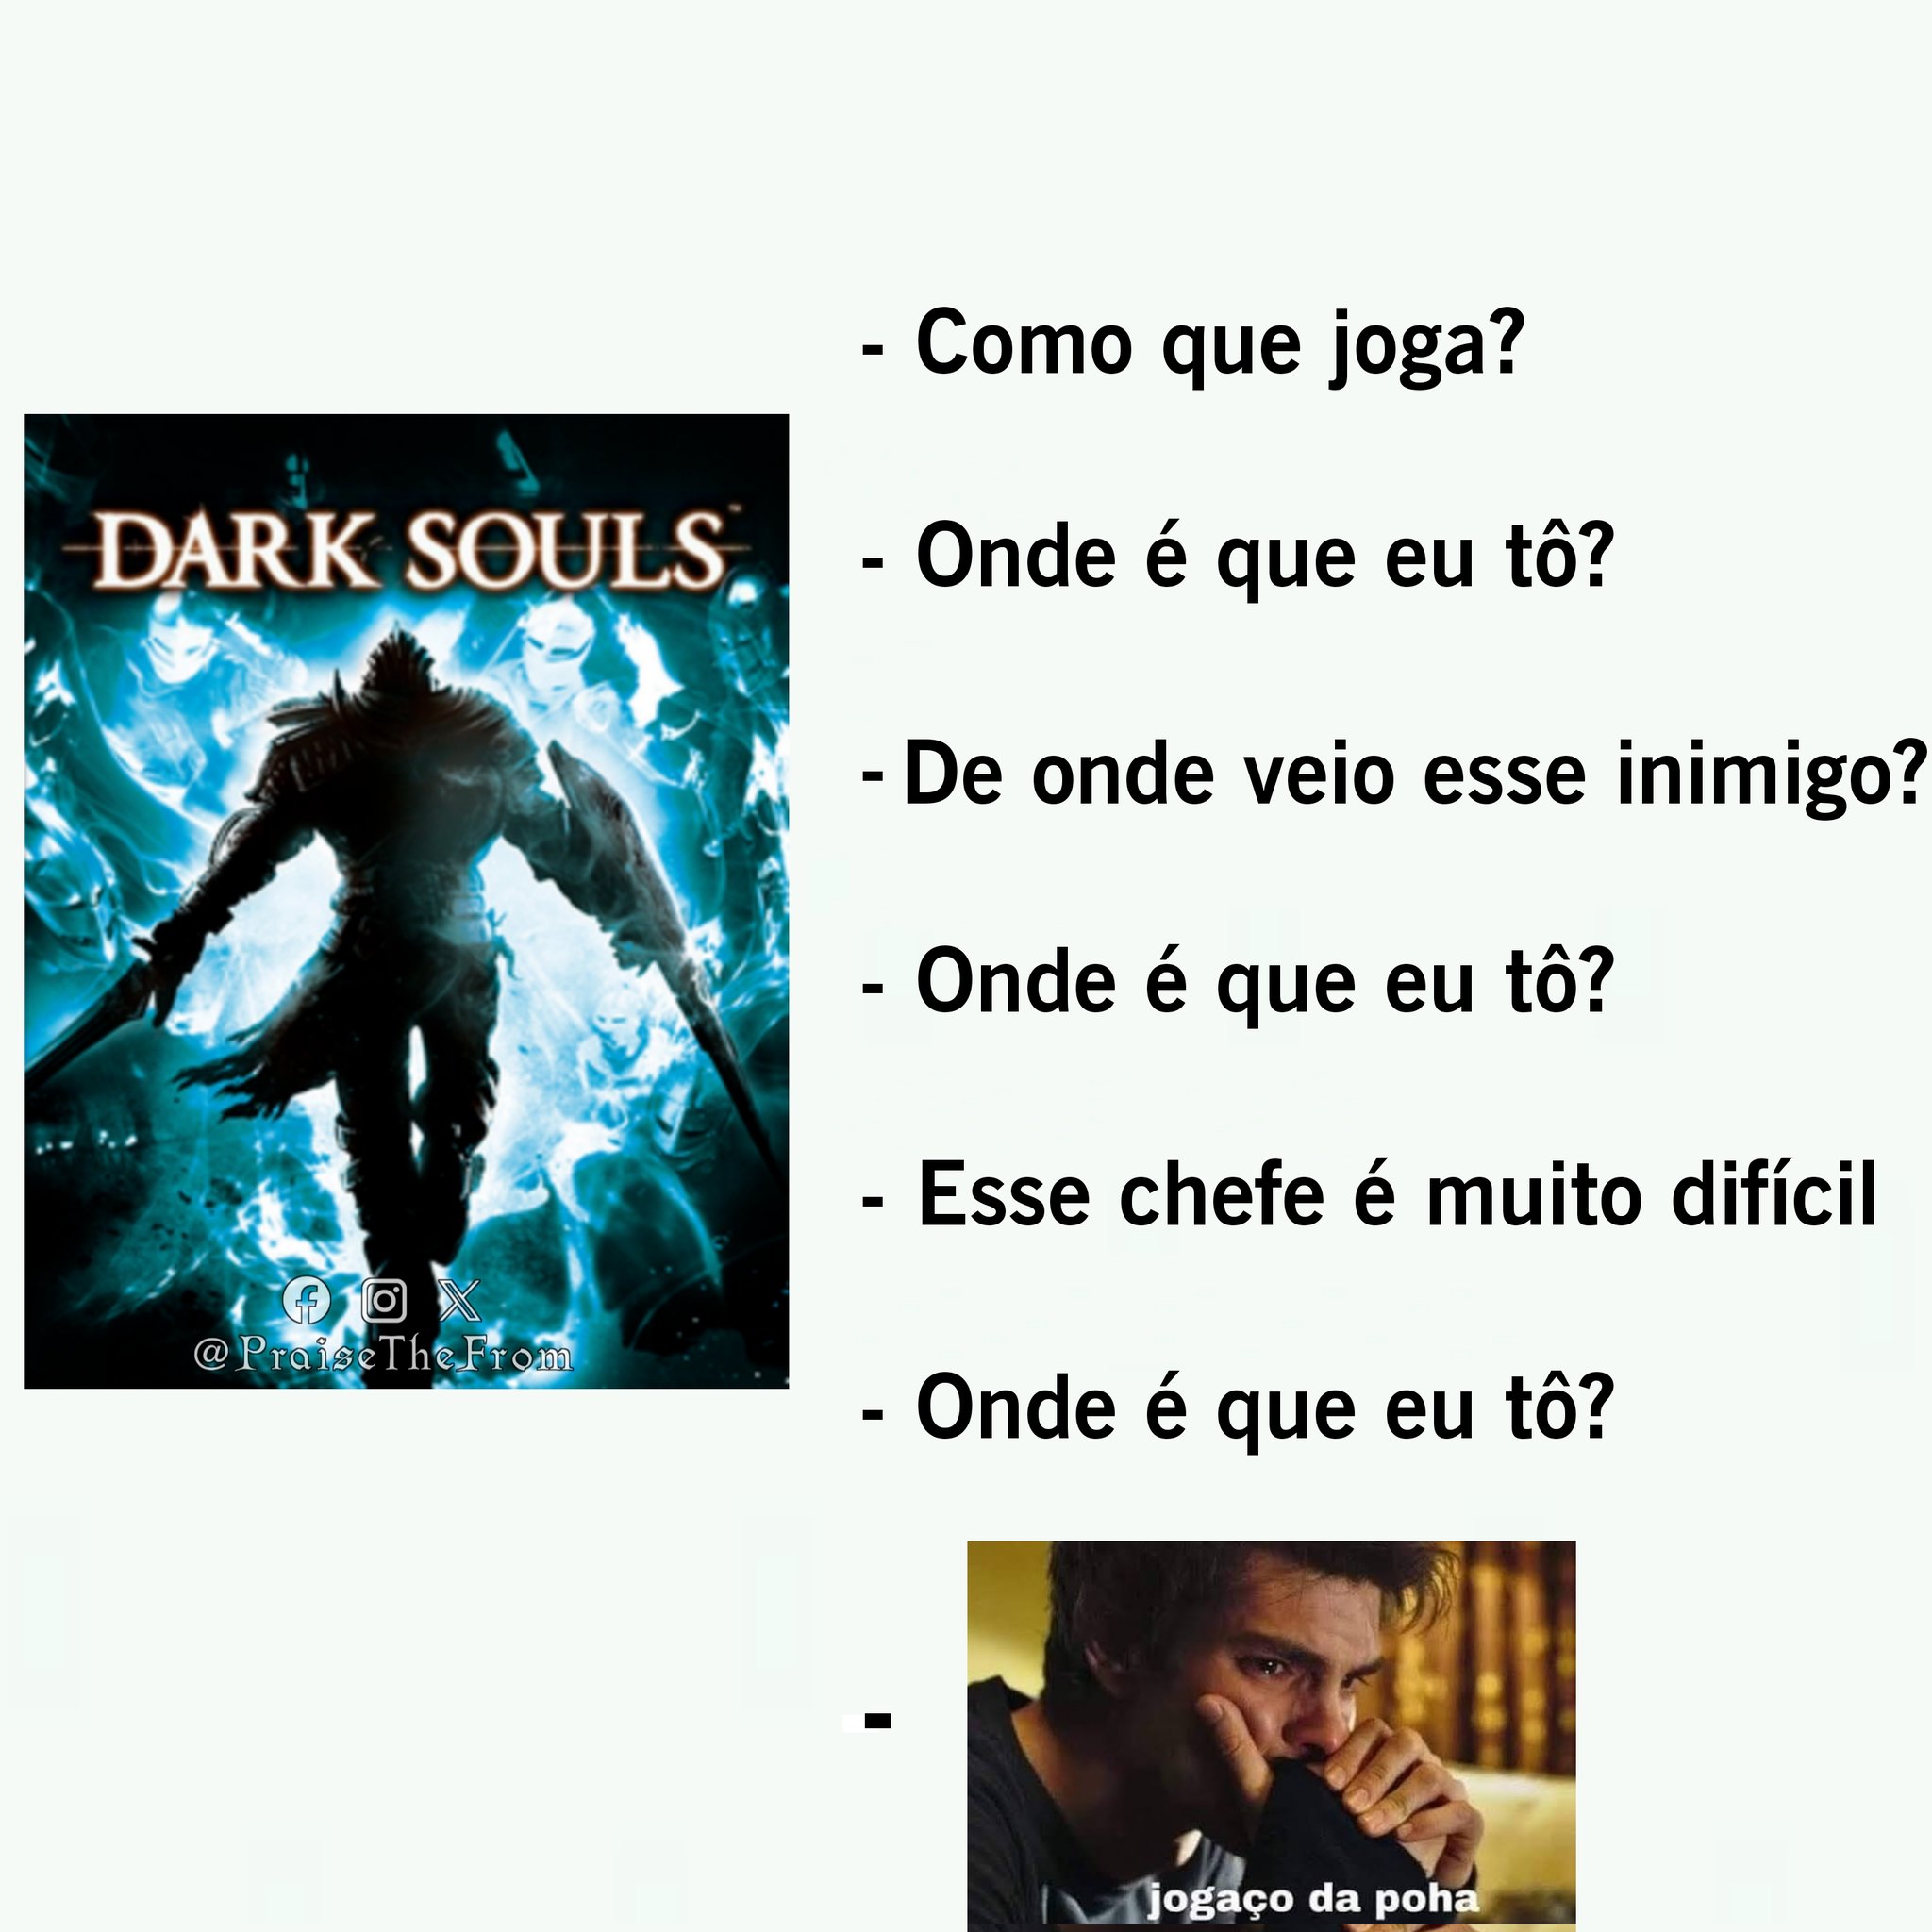 - Como que joga?
DARK SOULS™
- Onde é que eu tô?
- De onde veio esse inimigo?
- Onde é que eu tô?
- Esse chefe é muito difícil
@PraiseTheFrom
- Onde é que eu tô?
-
jogaço da poha